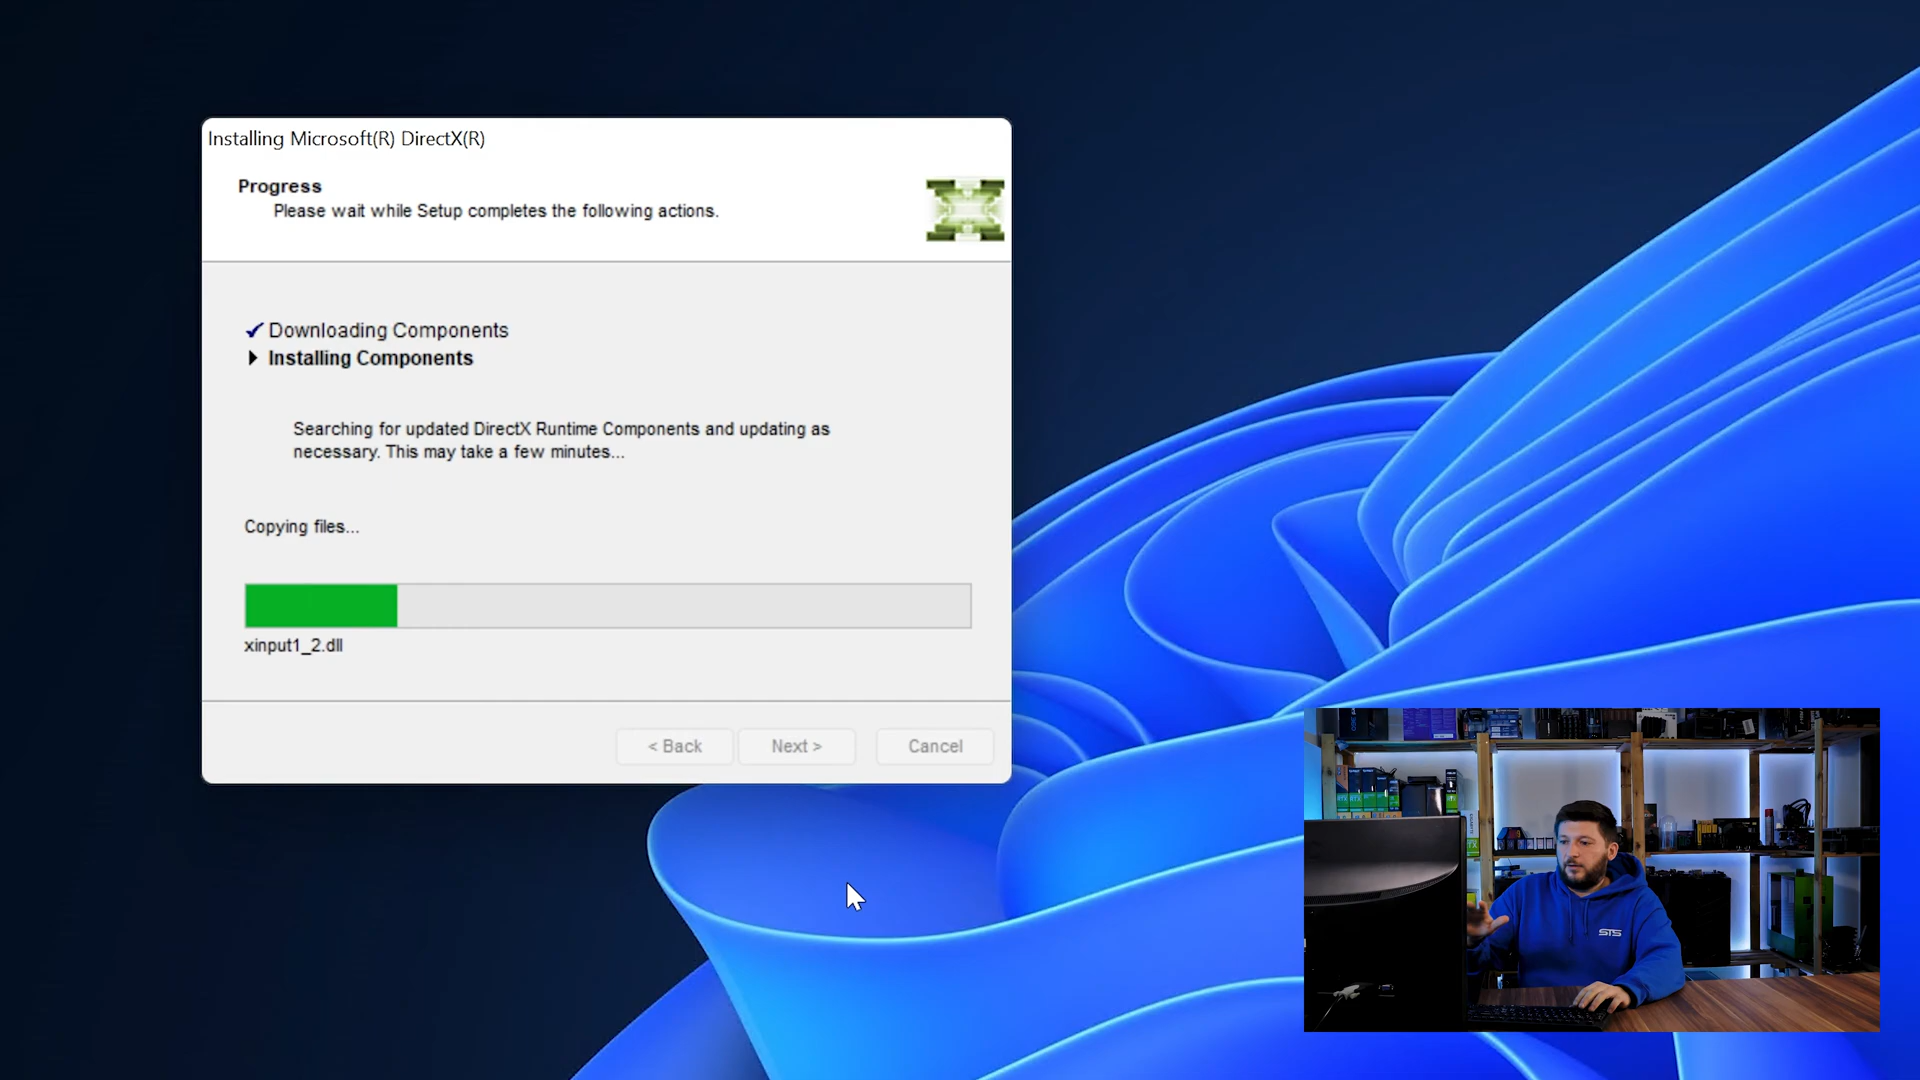 Installing Microsoft(R) DirectX(R)
Progress
Please wait while Setup completes the following actions.
Downloading Components
Installing Components
Searching for updated DirectX Runtime Components and updating as
necessary. This may take a few minutes...
Copying files...
xinput1_2.dll
< Back
Next >
Cancel
STS